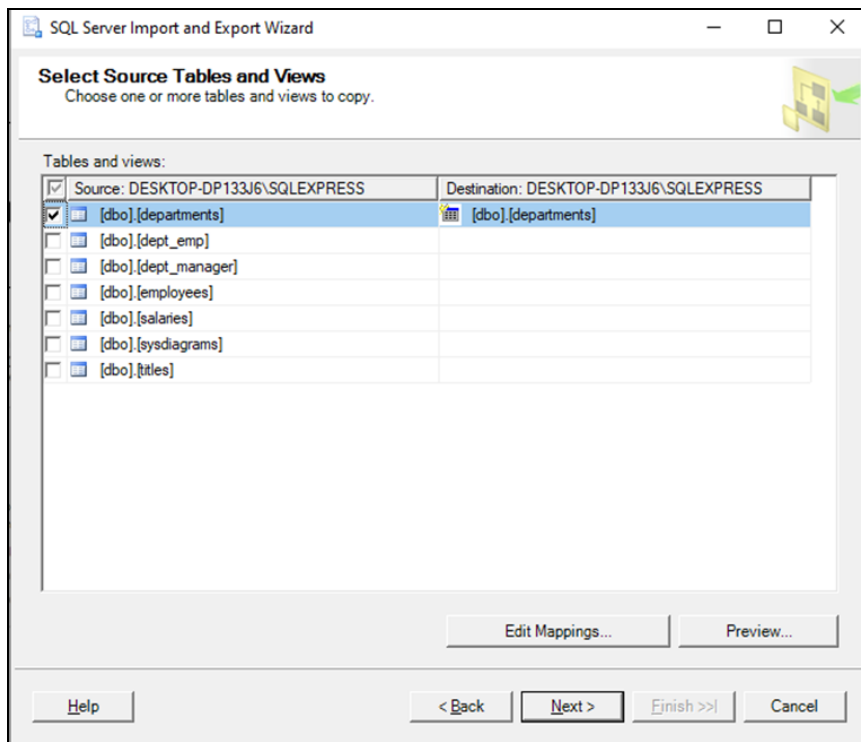 SQL Server Import and Export Wizard
Select Source Tables and Views
Choose one or more tables and views to copy.
Tables and views:
Source: DESKTOP-DP133J6\SQLEXPRESS Destination: DESKTOP-DP133J6\SQLEXPRESS
[dbo].[departments] [dbo].[departments]
[dbo].[dept_emp]
[dbo].[dept_manager]
[dbo].[employees]
[dbo].[salaries]
[dbo].[sysdiagrams]
[dbo].[titles]
Edit Mappings... Preview...
Help < Back Next > Finish >>| Cancel